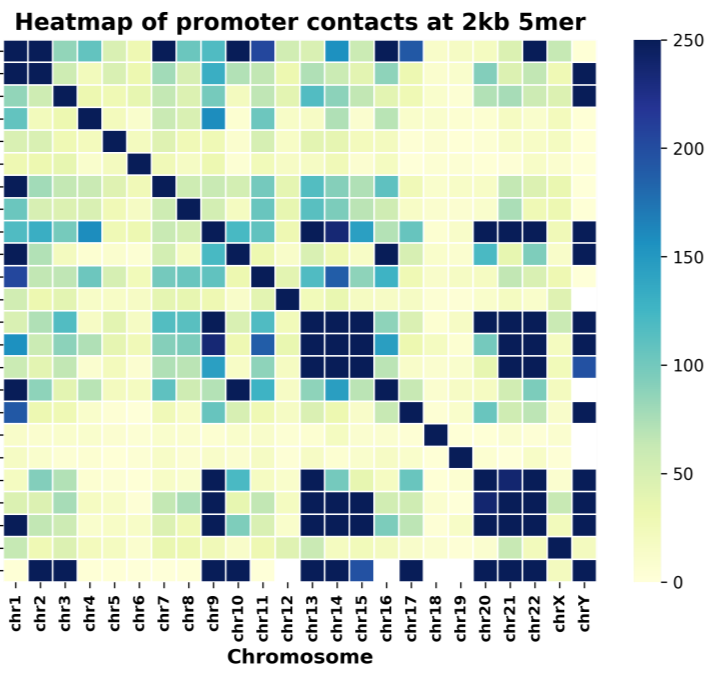 Heatmap of promoter contacts at 2kb 5mer
250
200
150
100
50
0
chr1 chr2 chr3 chr4 chr5 chr6 chr7 chr8 chr9 chr10 chr11 chr12 chr13 chr14 chr15 chr16 chr17 chr18 chr19 chr20 chr21 chr22 chrX chrY
Chromosome